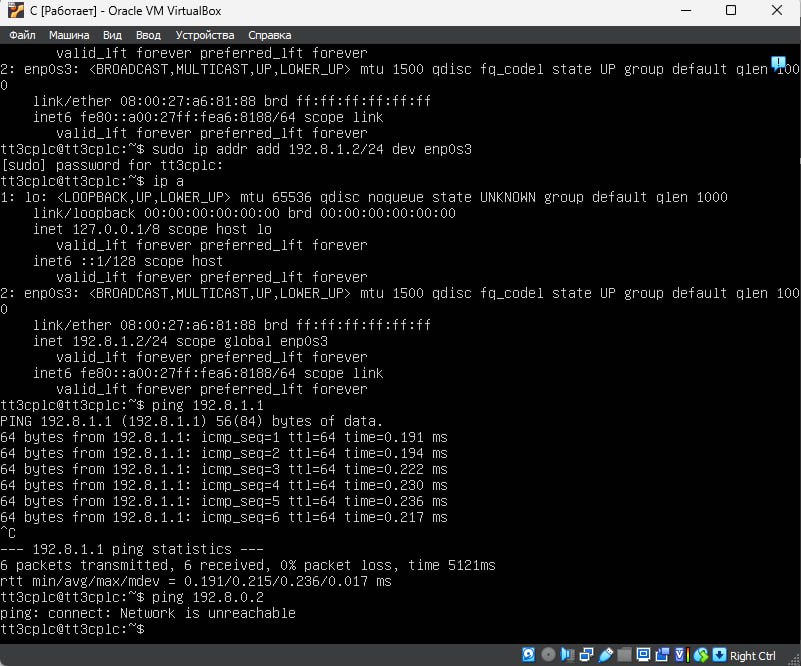 C [Работает] - Oracle VM VirtualBox
Файл Машина Вид Ввод Устройства Справка
valid_lft forever preferred_lft forever
2: enp0s3: <BROADCAST,MULTICAST,UP,LOWER_UP> mtu 1500 qdisc fq_codel state UP group default qlen 100
0
link/ether 08:00:27:a6:81:88 brd ff:ff:ff:ff:ff:ff
inet6 fe80::a00:27ff:fea6:8188/64 scope link
valid_lft forever preferred_lft forever
tt3cplc@tt3cplc:~$ sudo ip addr add 192.8.1.2/24 dev enp0s3
[sudo] password for tt3cplc:
tt3cplc@tt3cplc:~$ ip a
1: lo: <LOOPBACK,UP,LOWER_UP> mtu 65536 qdisc noqueue state UNKNOWN group default qlen 1000
link/loopback 00:00:00:00:00:00 brd 00:00:00:00:00:00
inet 127.0.0.1/8 scope host lo
valid_lft forever preferred_lft forever
inet6 ::1/128 scope host
valid_lft forever preferred_lft forever
2: enp0s3: <BROADCAST,MULTICAST,UP,LOWER_UP> mtu 1500 qdisc fq_codel state UP group default qlen 100
0
link/ether 08:00:27:a6:81:88 brd ff:ff:ff:ff:ff:ff
inet 192.8.1.2/24 scope global enp0s3
valid_lft forever preferred_lft forever
inet6 fe80::a00:27ff:fea6:8188/64 scope link
valid_lft forever preferred_lft forever
tt3cplc@tt3cplc:~$ ping 192.8.1.1
PING 192.8.1.1 (192.8.1.1) 56(84) bytes of data.
64 bytes from 192.8.1.1: icmp_seq=1 ttl=64 time=0.191 ms
64 bytes from 192.8.1.1: icmp_seq=2 ttl=64 time=0.194 ms
64 bytes from 192.8.1.1: icmp_seq=3 ttl=64 time=0.222 ms
64 bytes from 192.8.1.1: icmp_seq=4 ttl=64 time=0.230 ms
64 bytes from 192.8.1.1: icmp_seq=5 ttl=64 time=0.236 ms
64 bytes from 192.8.1.1: icmp_seq=6 ttl=64 time=0.217 ms
^C
--- 192.8.1.1 ping statistics ---
6 packets transmitted, 6 received, 0% packet loss, time 5121ms
rtt min/avg/max/mdev = 0.191/0.215/0.236/0.017 ms
tt3cplc@tt3cplc:~$ ping 192.8.0.2
ping: connect: Network is unreachable
tt3cplc@tt3cplc:~$
Right Ctrl